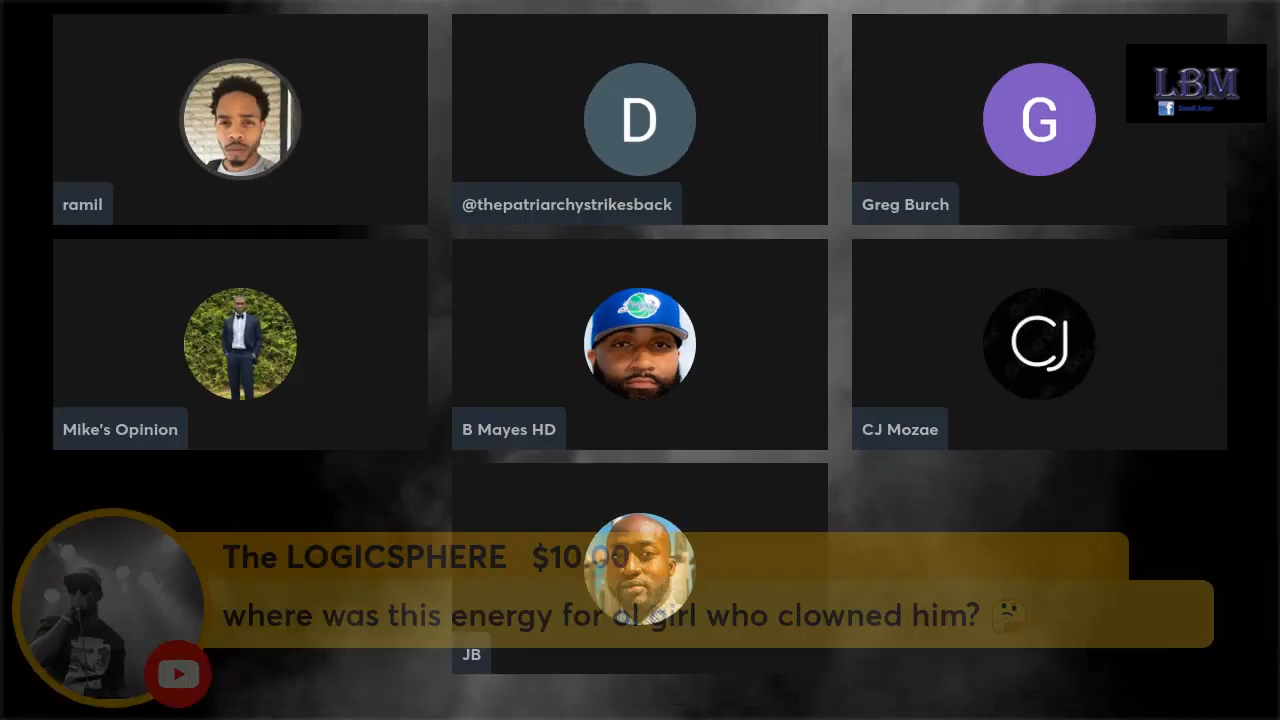 D
G
LBM
f
ramil
@thepatriarchystrikesback
Greg Burch
CJ
Mike's Opinion
B Mayes HD
CJ Mozae
The LOGICSPHERE $10.00
where was this energy for ol girl who clowned him? 🤔
JB